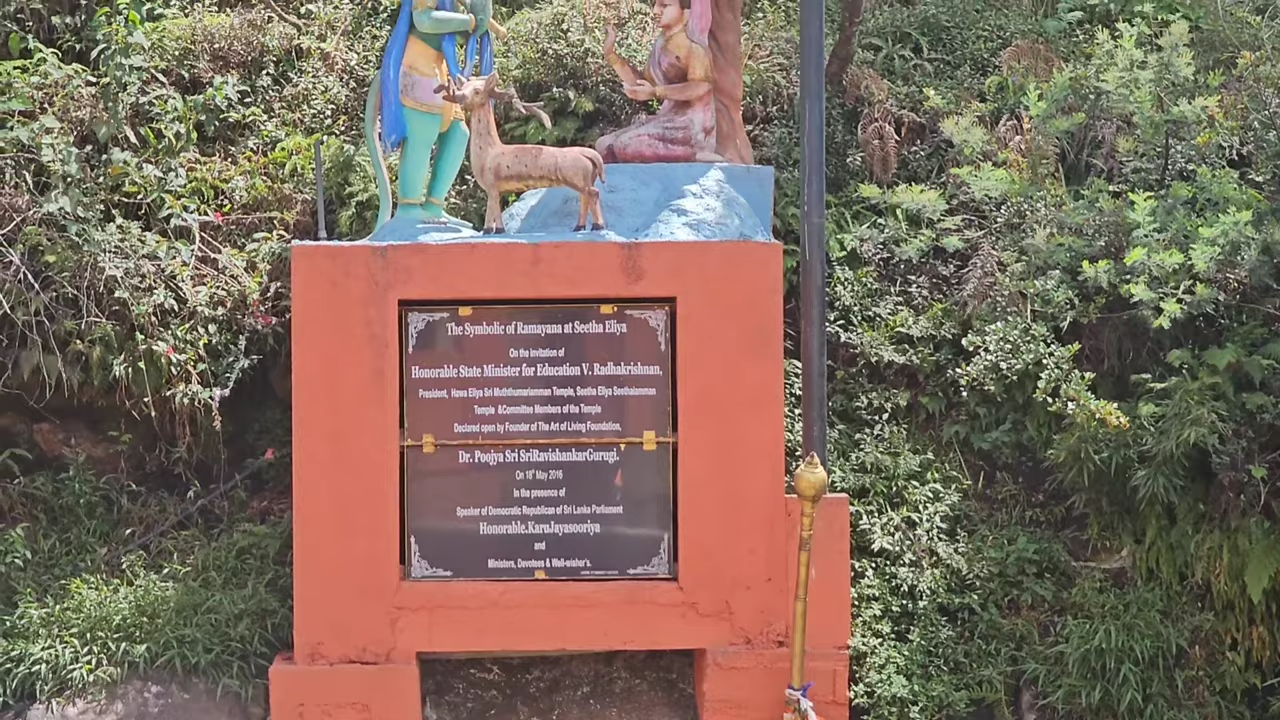 The Symbolic of Ramayana at Seetha Eliya
On the invitation of
Honorable State Minister for Education V. Radhakrishnan,
President, Hawa Eliya Sri Muththumariamman Temple, Seetha Eliya Seethaiamman
Temple &Committee Members of the Temple
Declared open by Founder of The Art of Living Foundation,
Dr. Poojya Sri SriRavishankarGurugi.
On 18th May 2016
In the presence of
Speaker of Democratic Republican of Sri Lanka Parliament
Honorable.KaruJayasooriya
and
Ministers, Devotees & Well-wisher's.